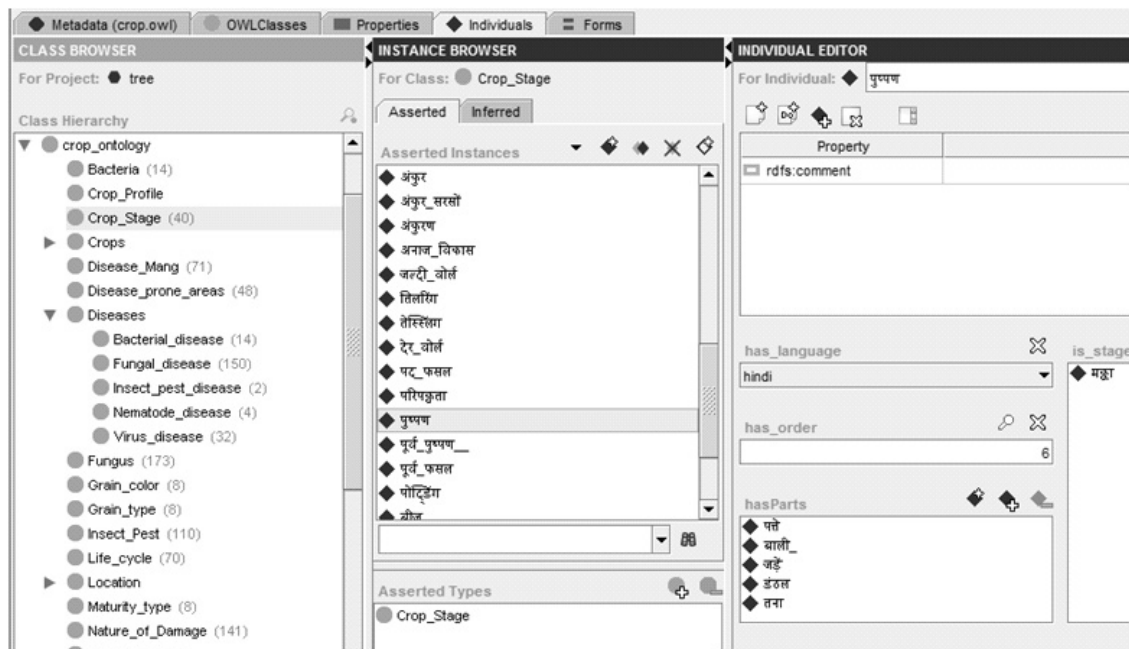 Metadata (crop.owl) OWLClasses Properties Individuals Forms
CLASS BROWSER
For Project: tree
Class Hierarchy
crop_ontology
Bacteria (14)
Crop_Profile
Crop_Stage (40)
Crops
Disease_Mang (71)
Disease_prone_areas (48)
Diseases
Bacterial_disease (14)
Fungal_disease (150)
Insect_pest_disease (2)
Nematode_disease (4)
Virus_disease (32)
Fungus (173)
Grain_color (8)
Grain_type (8)
Insect_Pest (110)
Life_cycle (70)
Location
Maturity_type (8)
Nature_of_Damage (141)
INSTANCE BROWSER
For Class: Crop_Stage
Asserted Inferred
Asserted Instances
अंकुर
अंकुर_सरसों
अंकुरण
अनाज_विकास
जल्दी_वोर्ल
तिलरिंग
तेस्स्लिंग
देर_वोर्ल
पद_फसल
परिपक्वता
पुष्पण
पूर्व_पुष्पण__
पूर्व_फसल
पोट्डिंग
बीज
Asserted Types
Crop_Stage
INDIVIDUAL EDITOR
For Individual: पुष्पण
Property
rdfs:comment
has_language
hindi
has_order
6
hasParts
पत्ते
बाली_
जड़ें
डंठल
तना
is_stage
मक्का